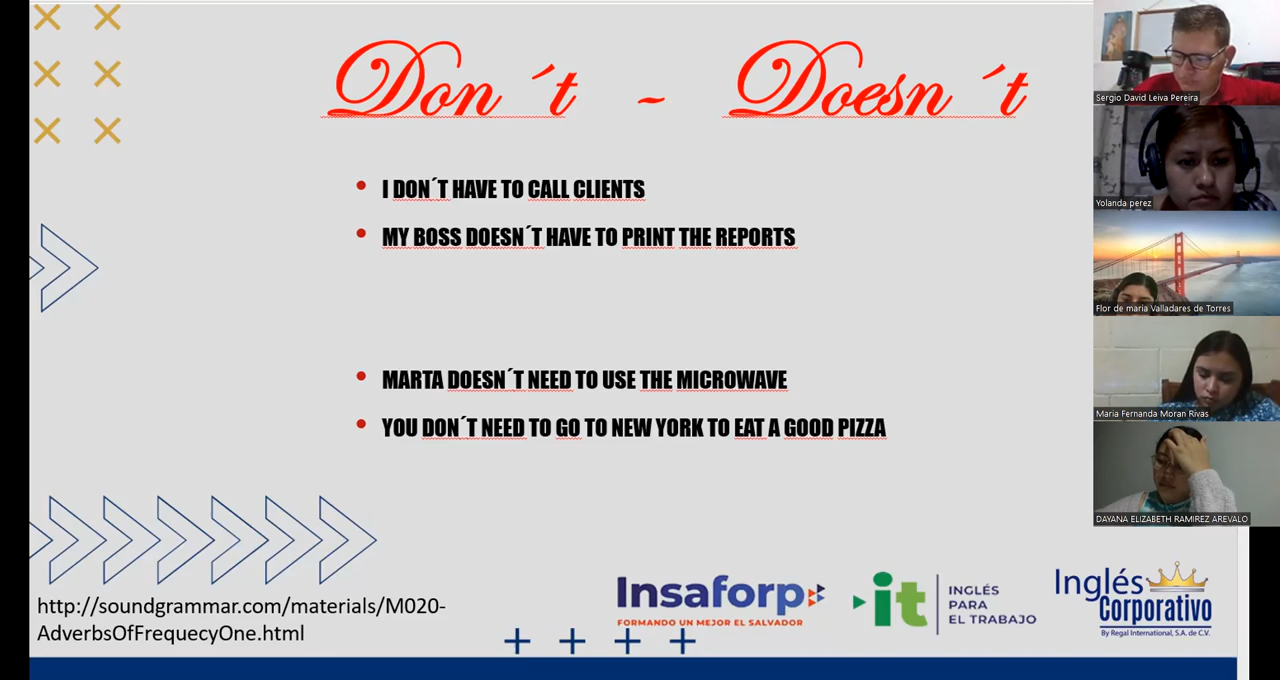 Don´t - Doesn´t
• I DON´T HAVE TO CALL CLIENTS
• MY BOSS DOESN´T HAVE TO PRINT THE REPORTS
• MARTA DOESN´T NEED TO USE THE MICROWAVE
• YOU DON´T NEED TO GO TO NEW YORK TO EAT A GOOD PIZZA
http://soundgrammar.com/materials/M020-
AdverbsOfFrequecyOne.html
Insaforp
FORMANDO UN MEJOR EL SALVADOR
it
INGLÉS
PARA
EL TRABAJO
Inglés
Corporativo
By Regal International, S.A. de C.V.
Sergio David Leiva Pereira
Yolanda perez
Flor de maria Valladares de Torres
Maria Fernanda Moran Rivas
DAYANA ELIZABETH RAMIREZ AREVALO